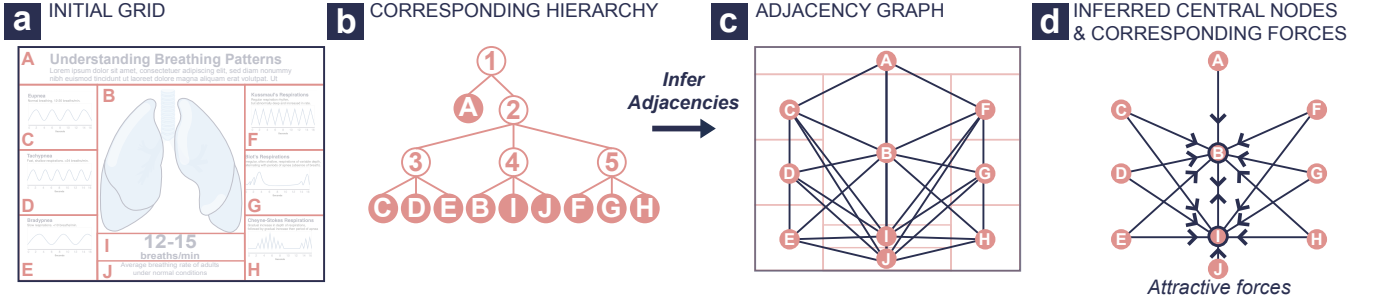 a INITIAL GRID
b CORRESPONDING HIERARCHY
c ADJACENCY GRAPH
d INFERRED CENTRAL NODES
& CORRESPONDING FORCES
A Understanding Breathing Patterns
Lorem ipsum dolor sit amet, consectetuer adipiscing elit, sed diam nonummy
nibh euismod tincidunt ut laoreet dolore magna aliquam erat volutpat. Ut
Eupnea
B
Kussmaul's Respirations
C
F
Tachypnea
D
G
Bradypnea
Cheyne-Stokes Respirations
I 12-15
breaths/min
E
J Average breathing rate of adults
under normal conditions
H
1
A 2
3 4 5
C D E B I J F G H
Infer
Adjacencies
A
C F
B
D G
E I H
J
A
C F
B
D G
E I H
J
Attractive forces